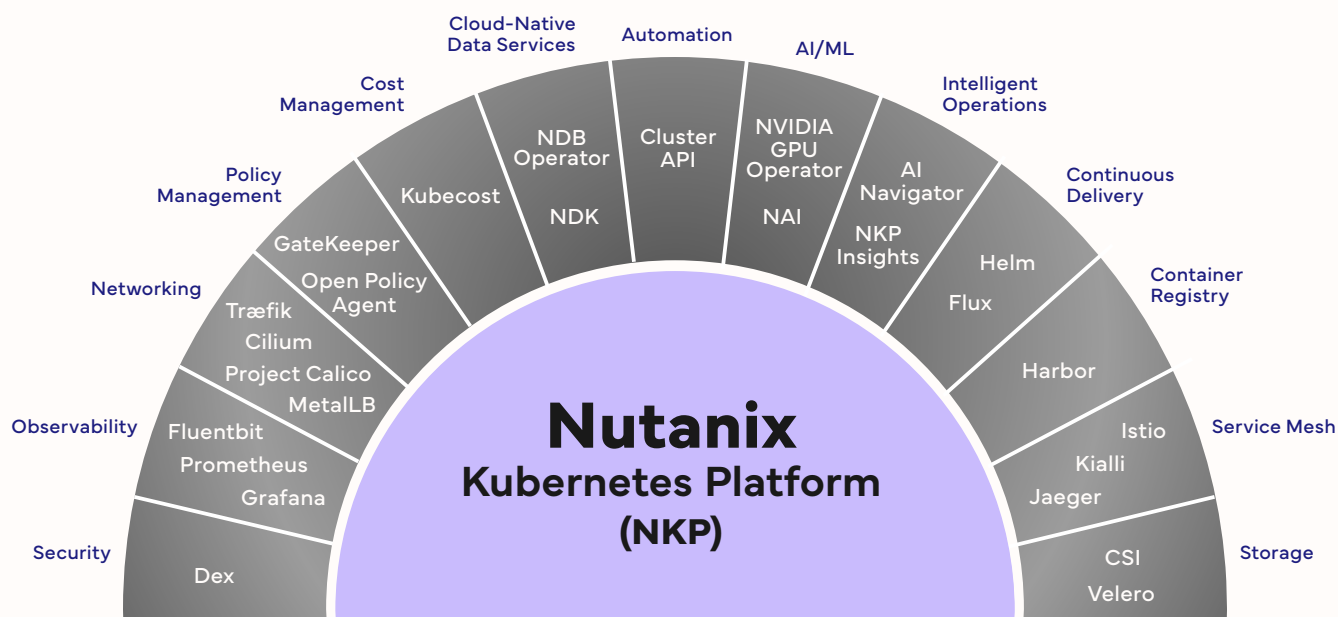 Cloud-Native
Data Services
Automation
AI/ML
Cost
Management
Intelligent
Operations
Policy
Management
Continuous
Delivery
Networking
Container
Registry
Observability
Service Mesh
Security
Storage
NDB
Operator
NDK
Cluster
API
NVIDIA
GPU
Operator
NAI
Kubecost
AI
Navigator
NKP
Insights
GateKeeper
Open Policy
Agent
Helm
Flux
Træfik
Cilium
Project Calico
MetalLB
Harbor
Fluentbit
Prometheus
Grafana
Istio
Kialli
Jaeger
Dex
CSI
Velero
Nutanix
Kubernetes Platform
(NKP)